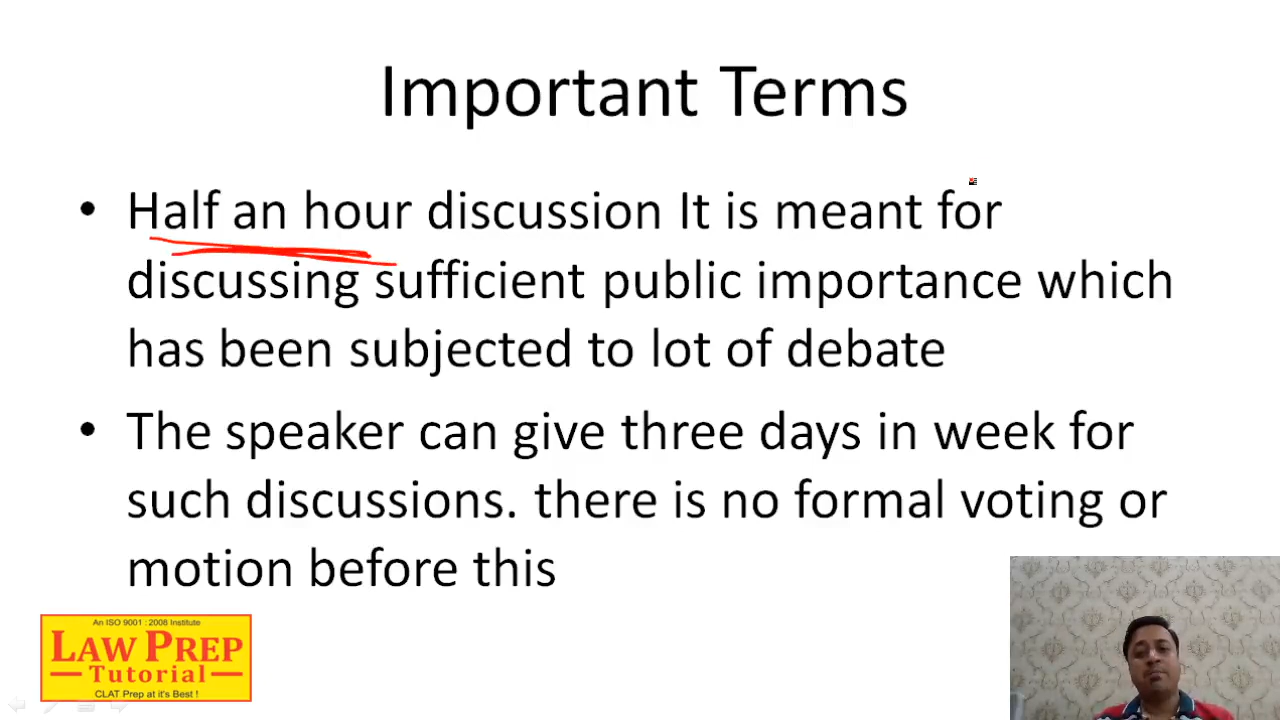 Important Terms
• Half an hour discussion It is meant for
discussing sufficient public importance which
has been subjected to lot of debate
• The speaker can give three days in week for
such discussions. there is no formal voting or
motion before this
An ISO 9001 : 2008 Institute
LAW PREP
Tutorial
CLAT Prep at it's Best !